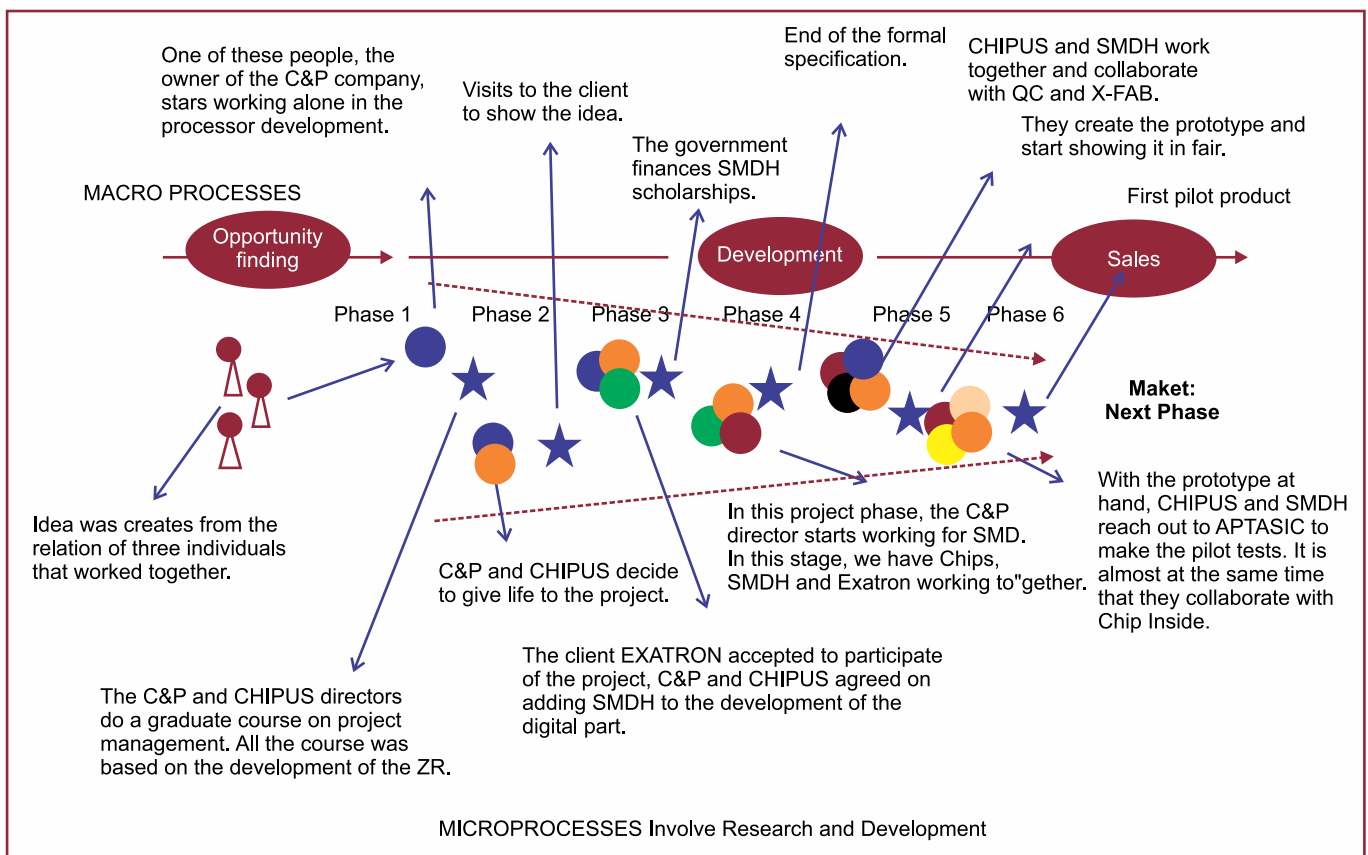 One of these people, the
owner of the C&P company,
stars working alone in the
processor development.
Visits to the client
to show the idea.
The government
finances SMDH
scholarships.
End of the formal
specification.
CHIPUS and SMDH work
together and collaborate
with QC and X-FAB.
They create the prototype and
start showing it in fair.
MACRO PROCESSES
First pilot product
Opportunity
finding
Development
Sales
Phase 1
Phase 2
Phase 3
Phase 4
Phase 5
Phase 6
Maket:
Next Phase
Idea was creates from the
relation of three individuals
that worked together.
C&P and CHIPUS decide
to give life to the project.
In this project phase, the C&P
director starts working for SMD.
In this stage, we have Chips,
SMDH and Exatron working to"gether.
With the prototype at
hand, CHIPUS and SMDH
reach out to APTASIC to
make the pilot tests. It is
almost at the same time
that they collaborate with
Chip Inside.
The C&P and CHIPUS directors
do a graduate course on project
management. All the course was
based on the development of the ZR.
The client EXATRON accepted to participate
of the project, C&P and CHIPUS agreed on
adding SMDH to the development of the
digital part.
MICROPROCESSES Involve Research and Development